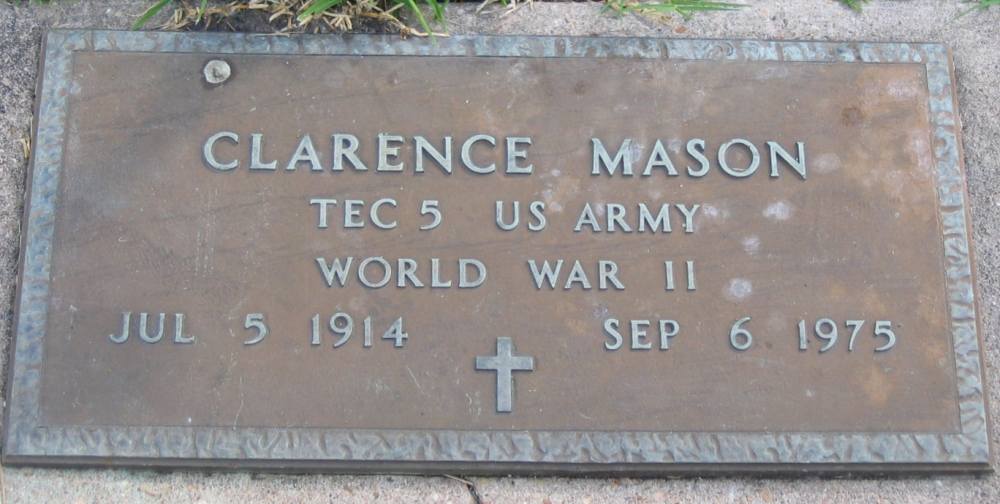 CLARENCE MASON
TEC 5 US ARMY
WORLD WAR II
JUL 5 1914 SEP 6 1975